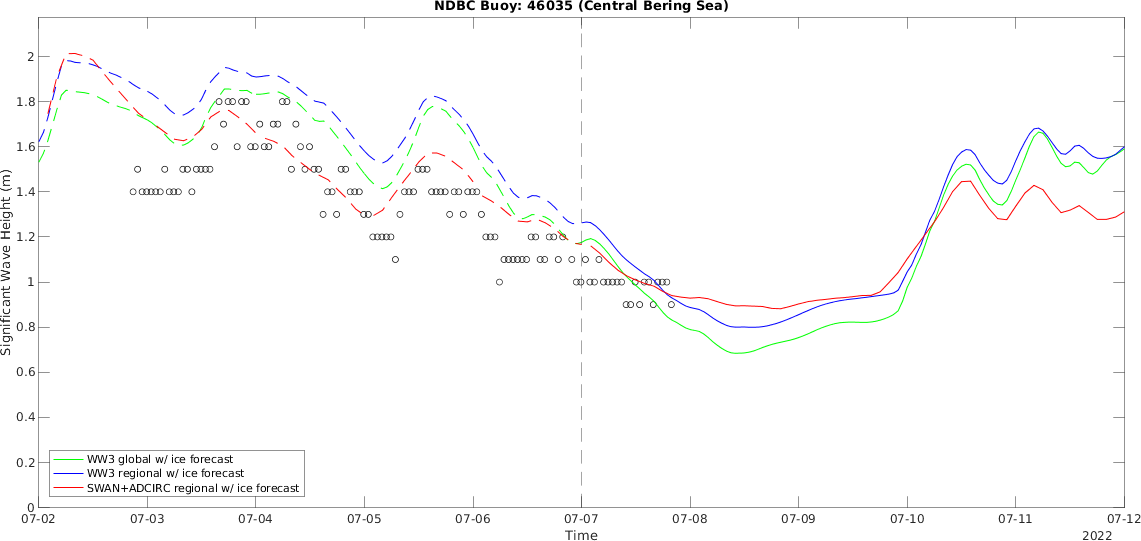 NDBC Buoy: 46035 (Central Bering Sea)
Significant Wave Height (m)
2
1.8
1.6
1.4
1.2
1
0.8
0.6
0.4
0.2
0
WW3 global w/ ice forecast
WW3 regional w/ ice forecast
SWAN+ADCIRC regional w/ ice forecast
07-02 07-03 07-04 07-05 07-06 07-07 07-08 07-09 07-10 07-11 07-12
Time
2022